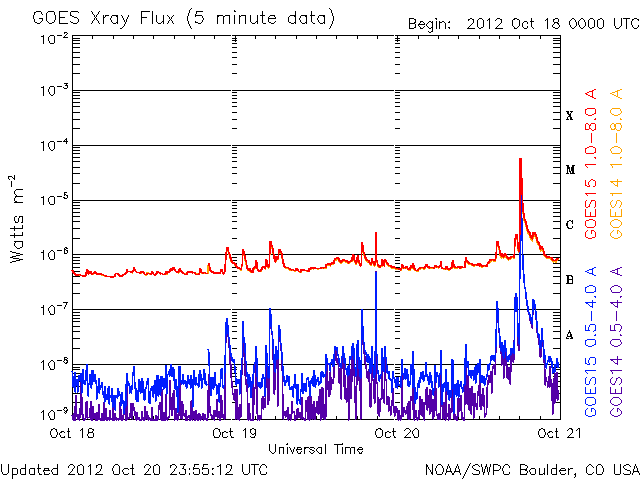 GOES Xray Flux (5 minute data)
Begin: 2012 Oct 18 0000 UTC
10⁻²
10⁻³
10⁻⁴
10⁻⁵
10⁻⁶
10⁻⁷
10⁻⁸
10⁻⁹
Watts m⁻²
X
M
C
B
A
GOES15 1.0-8.0 A
GOES14 1.0-8.0 A
GOES15 0.5-4.0 A
GOES14 0.5-4.0 A
Oct 18 Oct 19 Oct 20 Oct 21
Universal Time
Updated 2012 Oct 20 23:55:12 UTC
NOAA/SWPC Boulder, CO USA